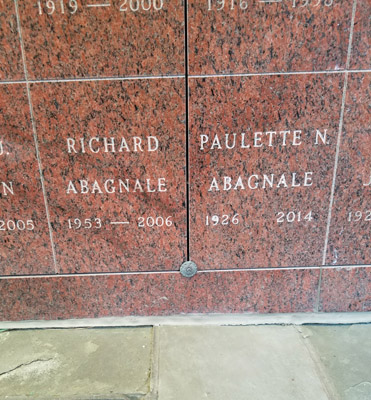 1919 — 2000
J.
N
2005
RICHARD
ABAGNALE
1953 — 2006
PAULETTE N.
ABAGNALE
1926 2014